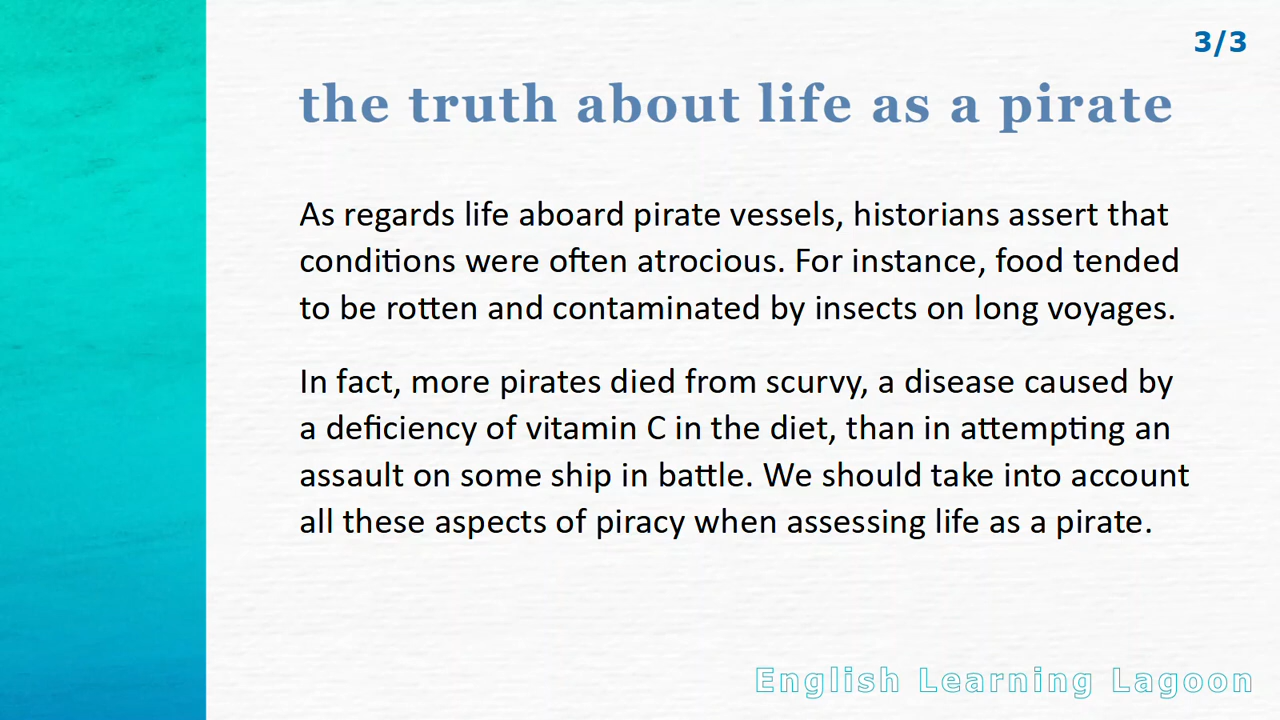 3/3
the truth about life as a pirate
As regards life aboard pirate vessels, historians assert that
conditions were often atrocious. For instance, food tended
to be rotten and contaminated by insects on long voyages.
In fact, more pirates died from scurvy, a disease caused by
a deficiency of vitamin C in the diet, than in attempting an
assault on some ship in battle. We should take into account
all these aspects of piracy when assessing life as a pirate.
English Learning Lagoon